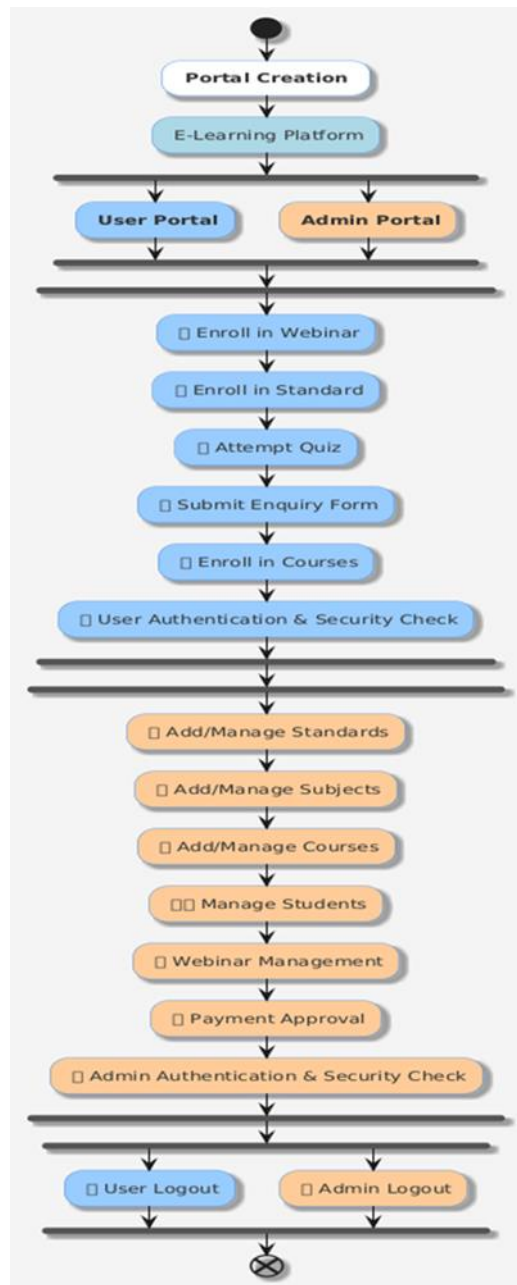 Portal Creation
E-Learning Platform
User Portal
Admin Portal
▯ Enroll in Webinar
▯ Enroll in Standard
▯ Attempt Quiz
▯ Submit Enquiry Form
▯ Enroll in Courses
▯ User Authentication & Security Check
▯ Add/Manage Standards
▯ Add/Manage Subjects
▯ Add/Manage Courses
▯▯ Manage Students
▯ Webinar Management
▯ Payment Approval
▯ Admin Authentication & Security Check
▯ User Logout
▯ Admin Logout